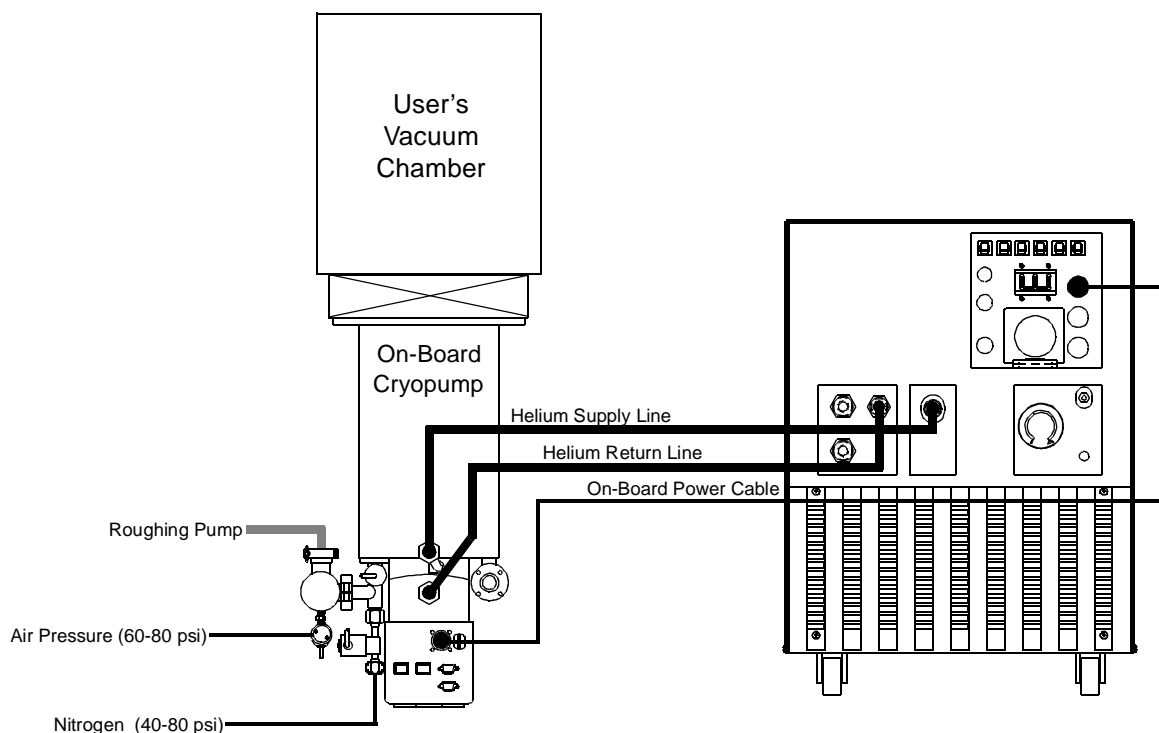 User's
Vacuum
Chamber
On-Board
Cryopump
Helium Supply Line
Helium Return Line
On-Board Power Cable
Roughing Pump
Air Pressure (60-80 psi)
Nitrogen (40-80 psi)